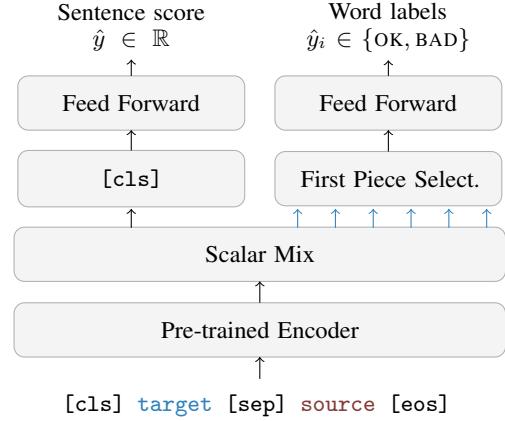 Sentence score
ŷ ∈ ℝ
Word labels
ŷᵢ ∈ {OK, BAD}
Feed Forward
Feed Forward
[cls]
First Piece Select.
Scalar Mix
Pre-trained Encoder
[cls] target [sep] source [eos]